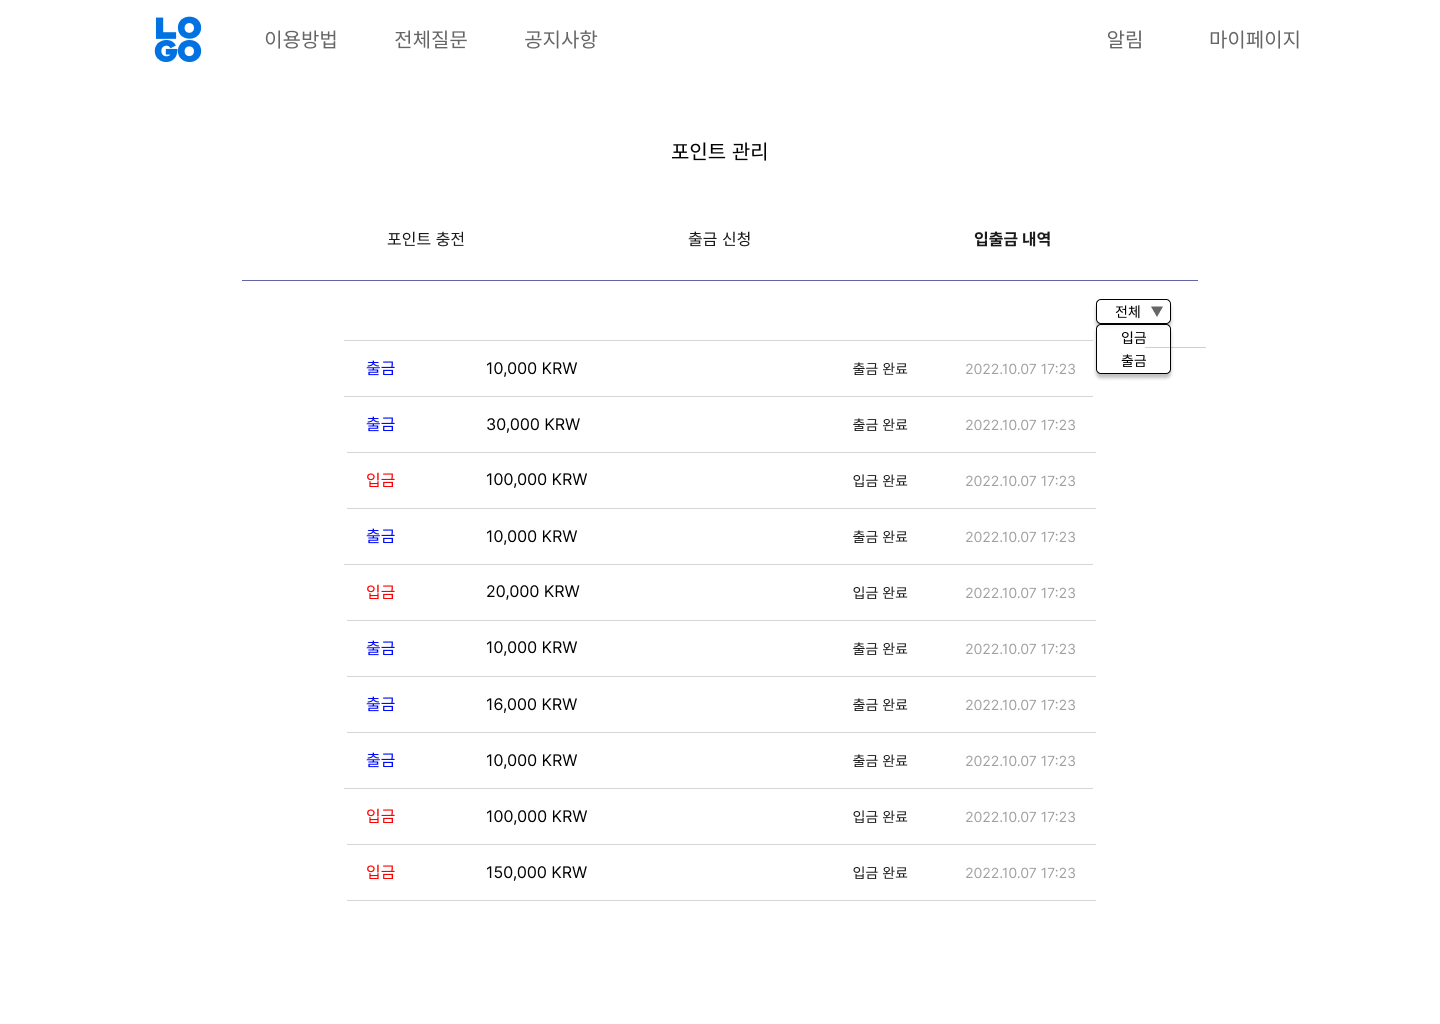 LO
GO
이용방법 전체질문 공지사항 알림 마이페이지
포인트 관리
포인트 충전 출금 신청 입출금 내역
전체 ▼
입금
출금
출금 10,000 KRW 출금 완료 2022.10.07 17:23
출금 30,000 KRW 출금 완료 2022.10.07 17:23
입금 100,000 KRW 입금 완료 2022.10.07 17:23
출금 10,000 KRW 출금 완료 2022.10.07 17:23
입금 20,000 KRW 입금 완료 2022.10.07 17:23
출금 10,000 KRW 출금 완료 2022.10.07 17:23
출금 16,000 KRW 출금 완료 2022.10.07 17:23
출금 10,000 KRW 출금 완료 2022.10.07 17:23
입금 100,000 KRW 입금 완료 2022.10.07 17:23
입금 150,000 KRW 입금 완료 2022.10.07 17:23